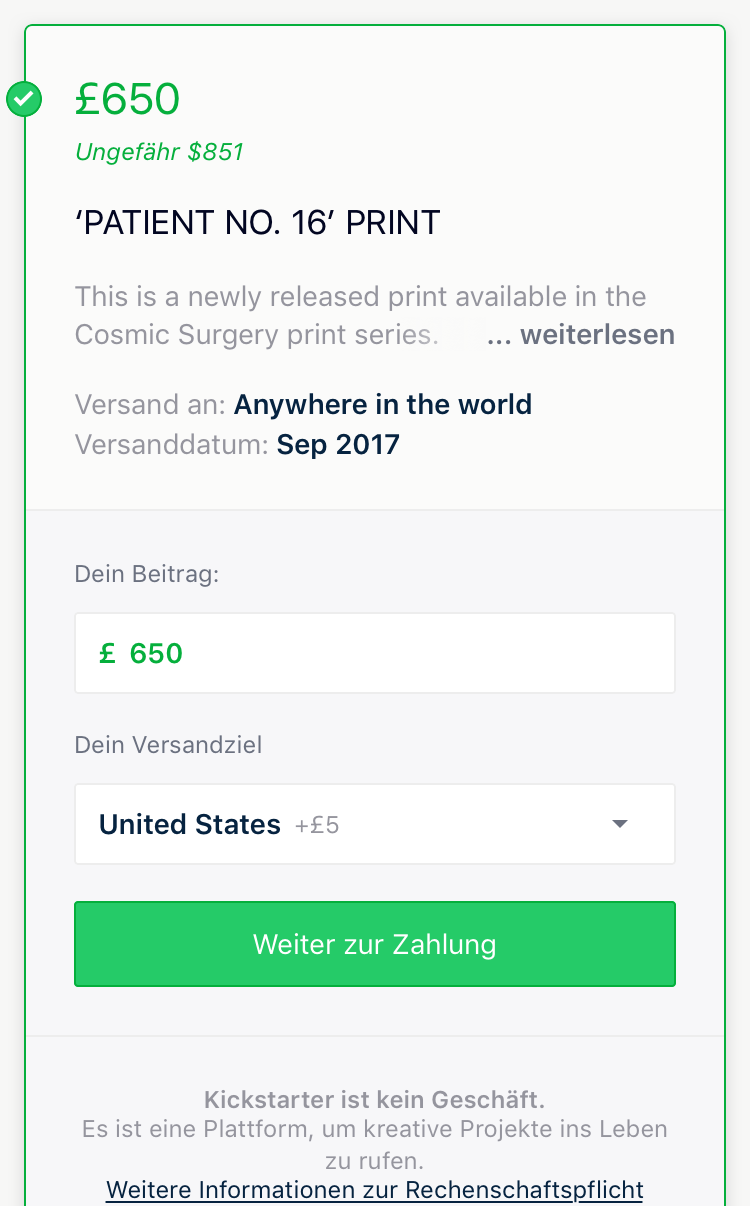 £650
Ungefähr $851
‘PATIENT NO. 16’ PRINT
This is a newly released print available in the
Cosmic Surgery print series. ... weiterlesen
Versand an: Anywhere in the world
Versanddatum: Sep 2017
Dein Beitrag:
£ 650
Dein Versandziel
United States +£5
Weiter zur Zahlung
Kickstarter ist kein Geschäft.
Es ist eine Plattform, um kreative Projekte ins Leben
zu rufen.
Weitere Informationen zur Rechenschaftspflicht